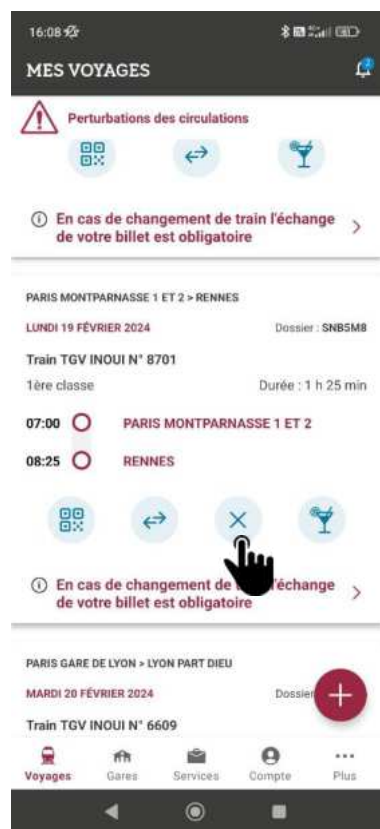 16:08
MES VOYAGES
Perturbations des circulations
En cas de changement de train l'échange
de votre billet est obligatoire
PARIS MONTPARNASSE 1 ET 2 > RENNES
LUNDI 19 FÉVRIER 2024 Dossier : SNB5M8
Train TGV INOUI N° 8701
1ère classe Durée : 1 h 25 min
07:00 PARIS MONTPARNASSE 1 ET 2
08:25 RENNES
En cas de changement de l'échange
de votre billet est obligatoire
PARIS GARE DE LYON > LYON PART DIEU
MARDI 20 FÉVRIER 2024 Dossier
Train TGV INOUI N° 6609
Voyages Gares Services Compte Plus